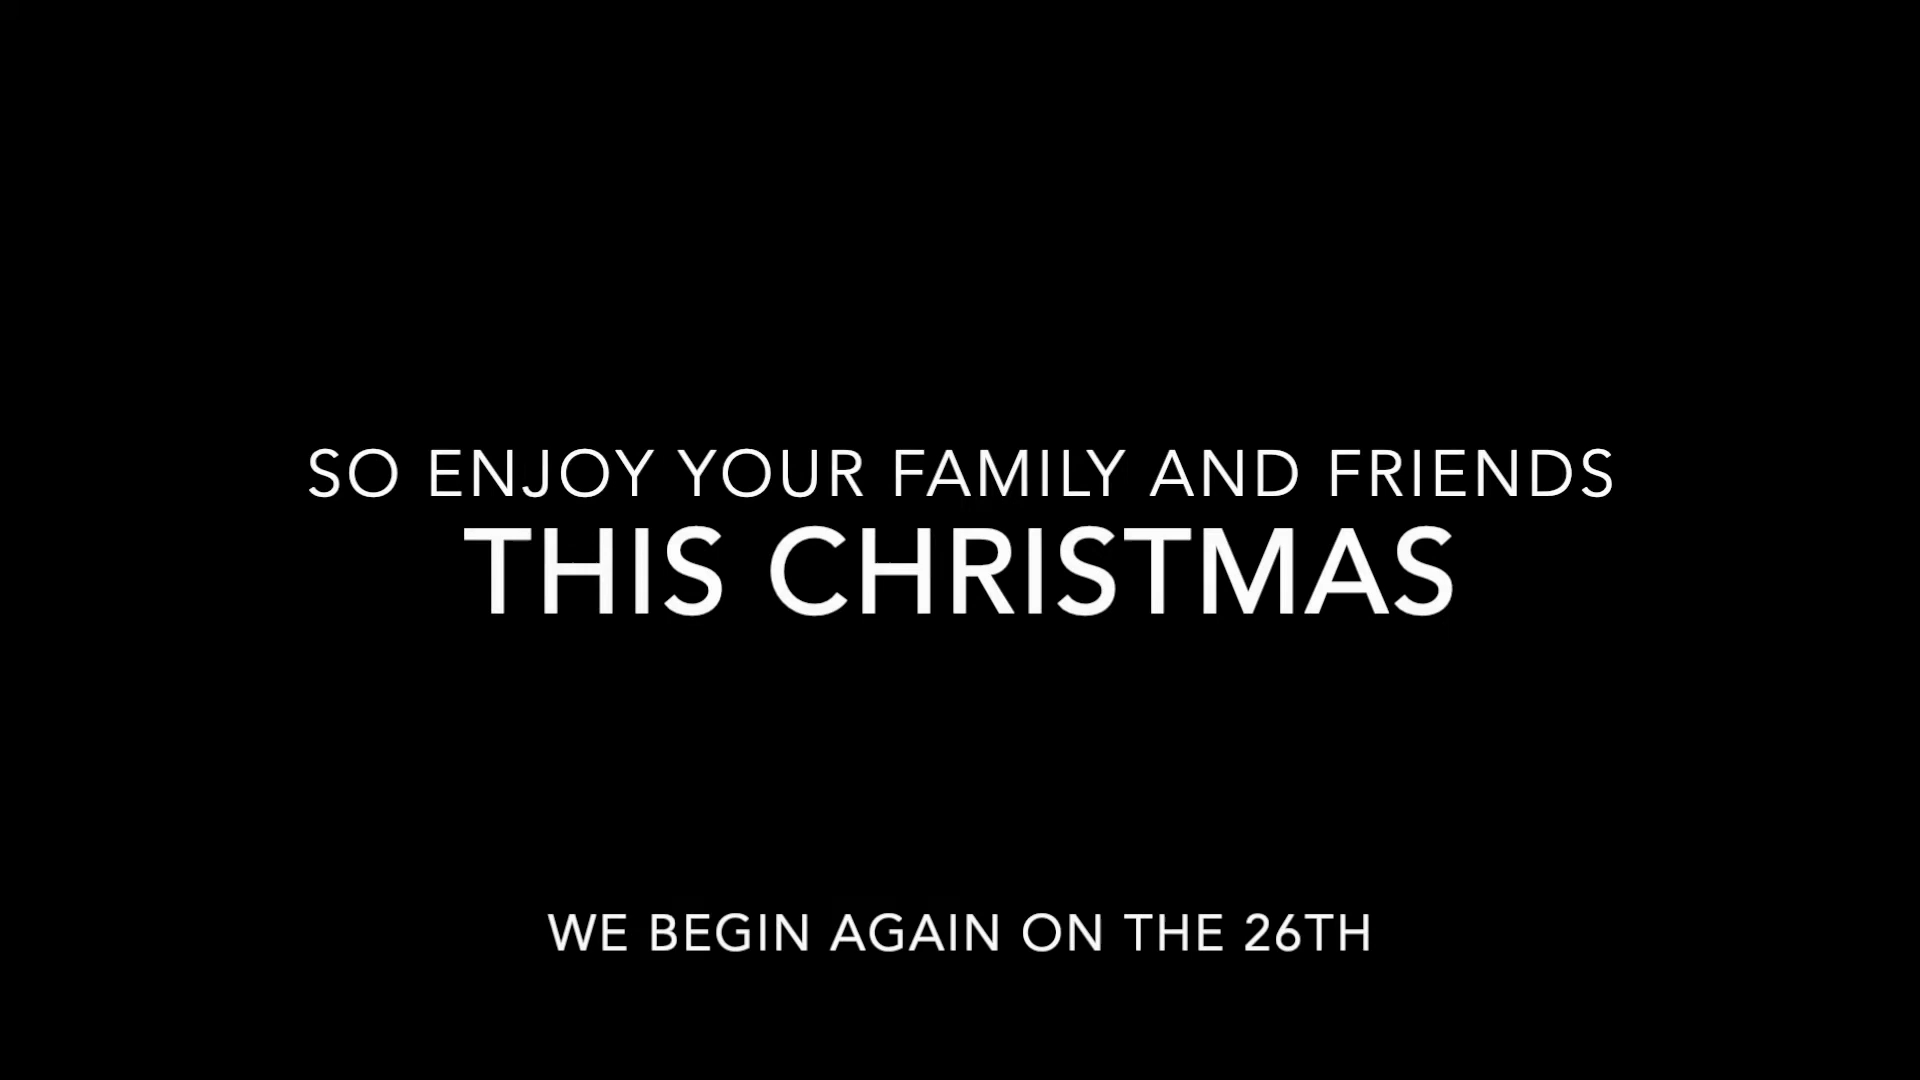 SO ENJOY YOUR FAMILY AND FRIENDS
THIS CHRISTMAS
WE BEGIN AGAIN ON THE 26TH